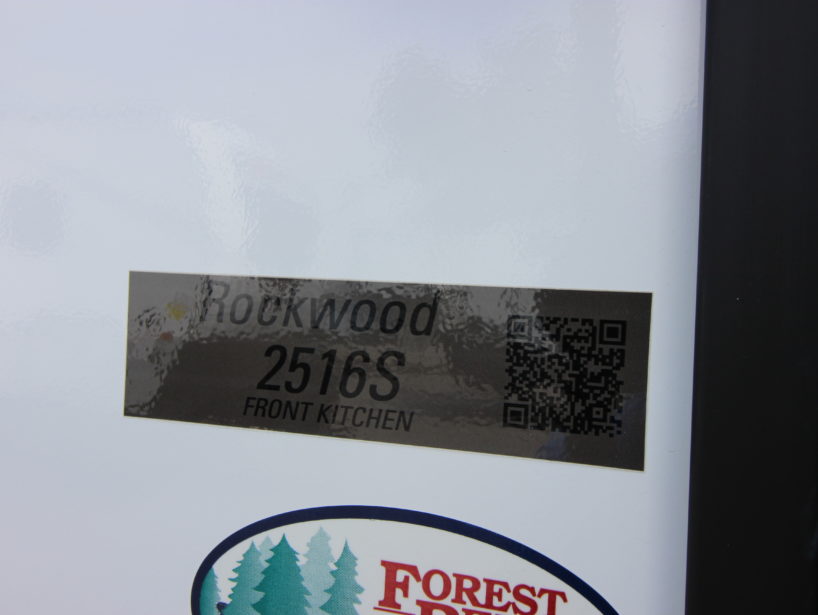 Rockwood
2516S
FRONT KITCHEN
FOREST